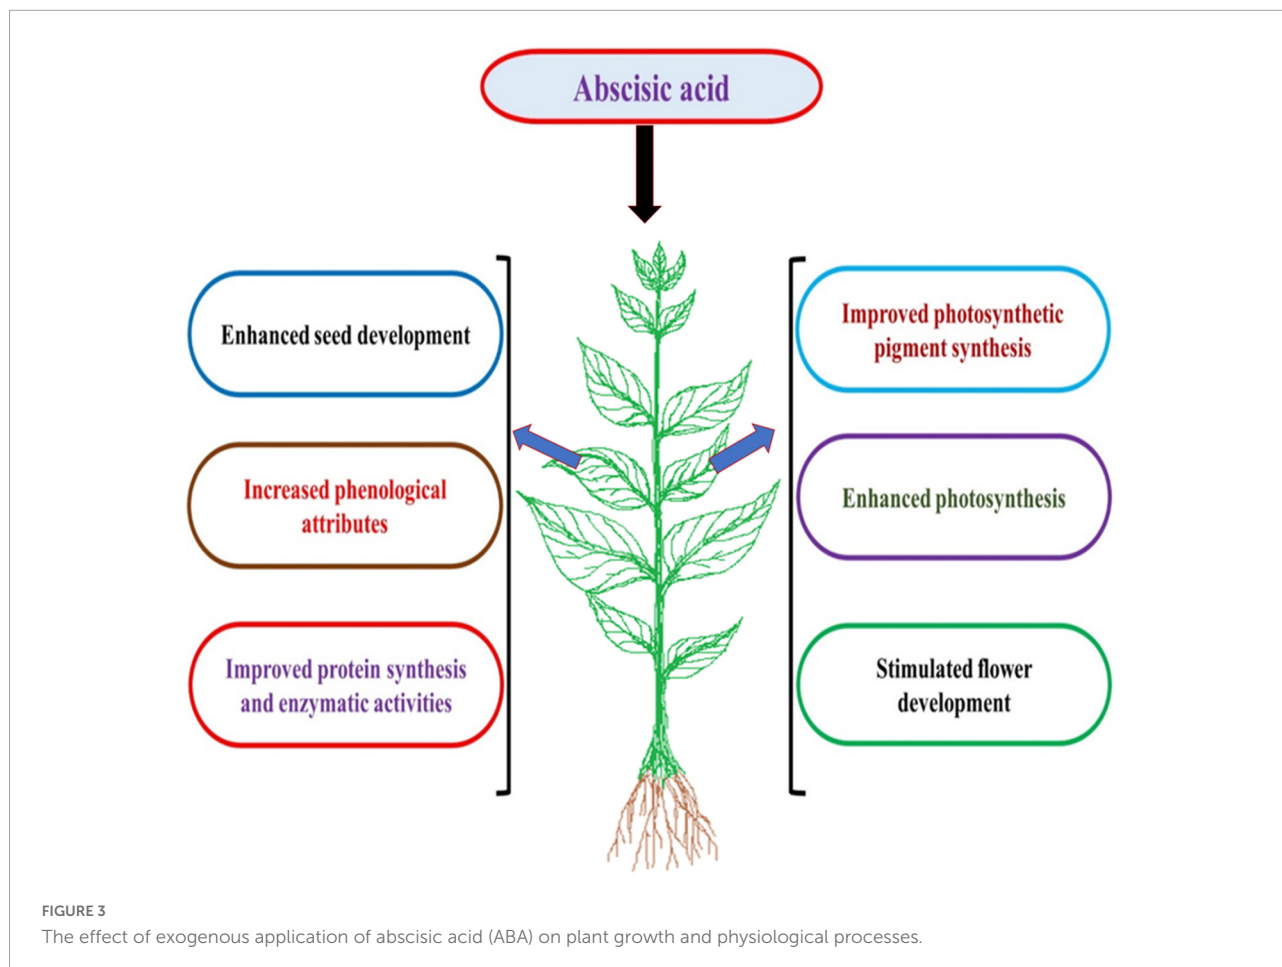 Abscisic acid
Enhanced seed development
Increased phenological
attributes
Improved protein synthesis
and enzymatic activities
Improved photosynthetic
pigment synthesis
Enhanced photosynthesis
Stimulated flower
development
FIGURE 3
The effect of exogenous application of abscisic acid (ABA) on plant growth and physiological processes.